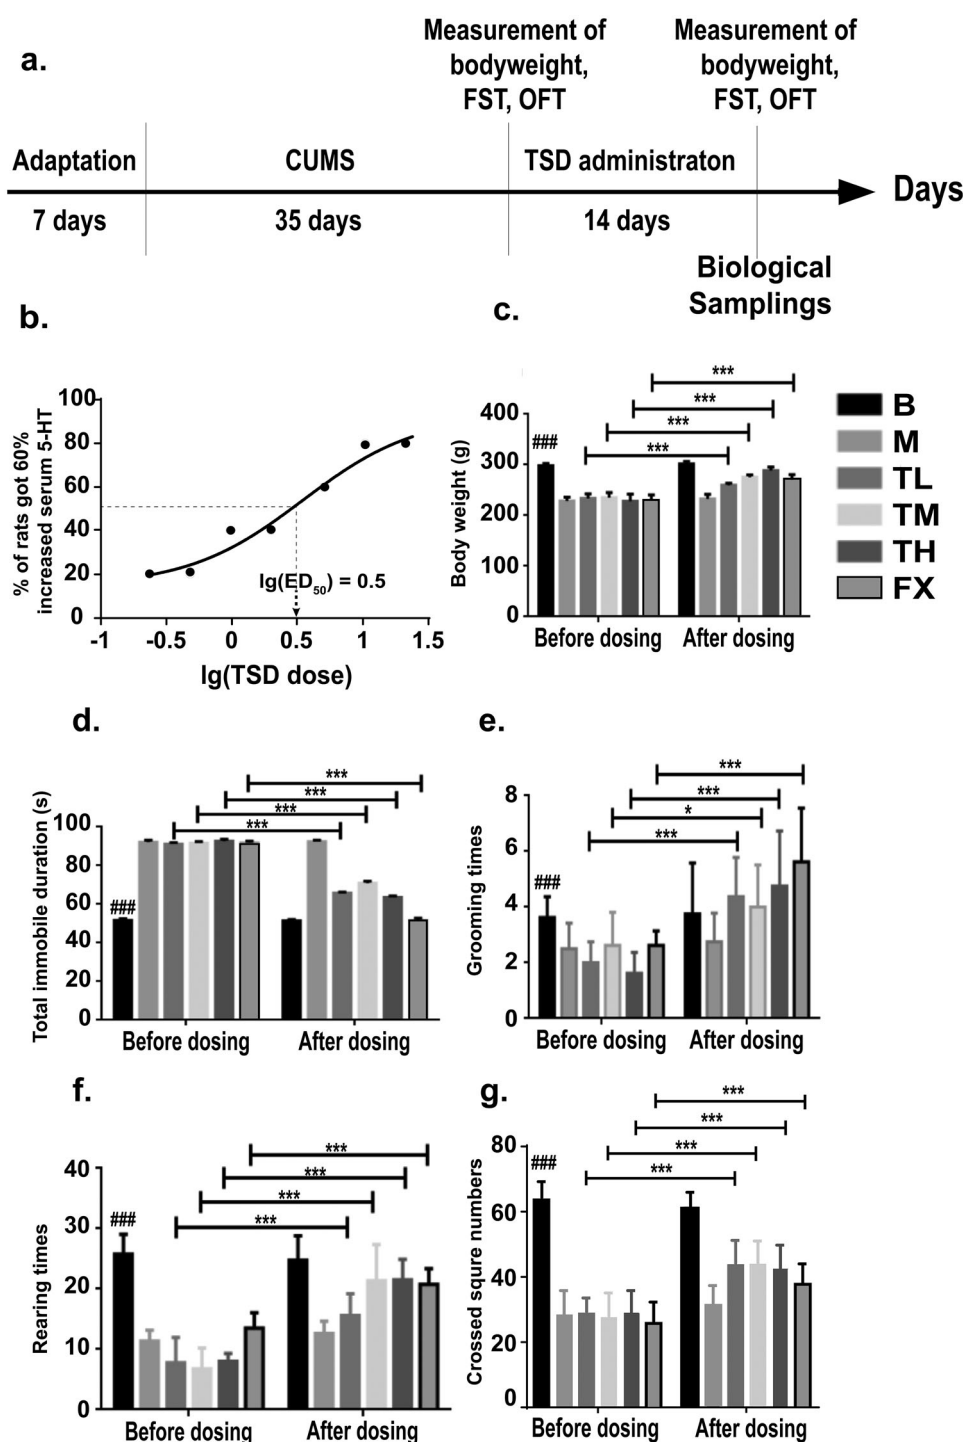 a.
Measurement of
bodyweight,
FST, OFT
Measurement of
bodyweight,
FST, OFT
Adaptation
CUMS
TSD administraton
Days
7 days
35 days
14 days
Biological
Samplings
b.
% of rats got 60%
increased serum 5-HT
100
80
60
40
20
0
lg(ED50) = 0.5
-1
-0.5
0
0.5
1
1.5
lg(TSD dose)
c.
Body weight (g)
400
300
200
100
0
###
***
***
***
***
Before dosing
After dosing
B
M
TL
TM
TH
FX
d.
Total immobile duration (s)
100
80
60
40
20
0
###
***
***
***
***
Before dosing
After dosing
e.
Grooming times
8
6
4
2
0
###
***
***
*
***
Before dosing
After dosing
f.
Rearing times
40
30
20
10
0
###
***
***
***
***
Before dosing
After dosing
g.
Crossed squre numbers
80
60
40
20
0
###
***
***
***
***
Before dosing
After dosing